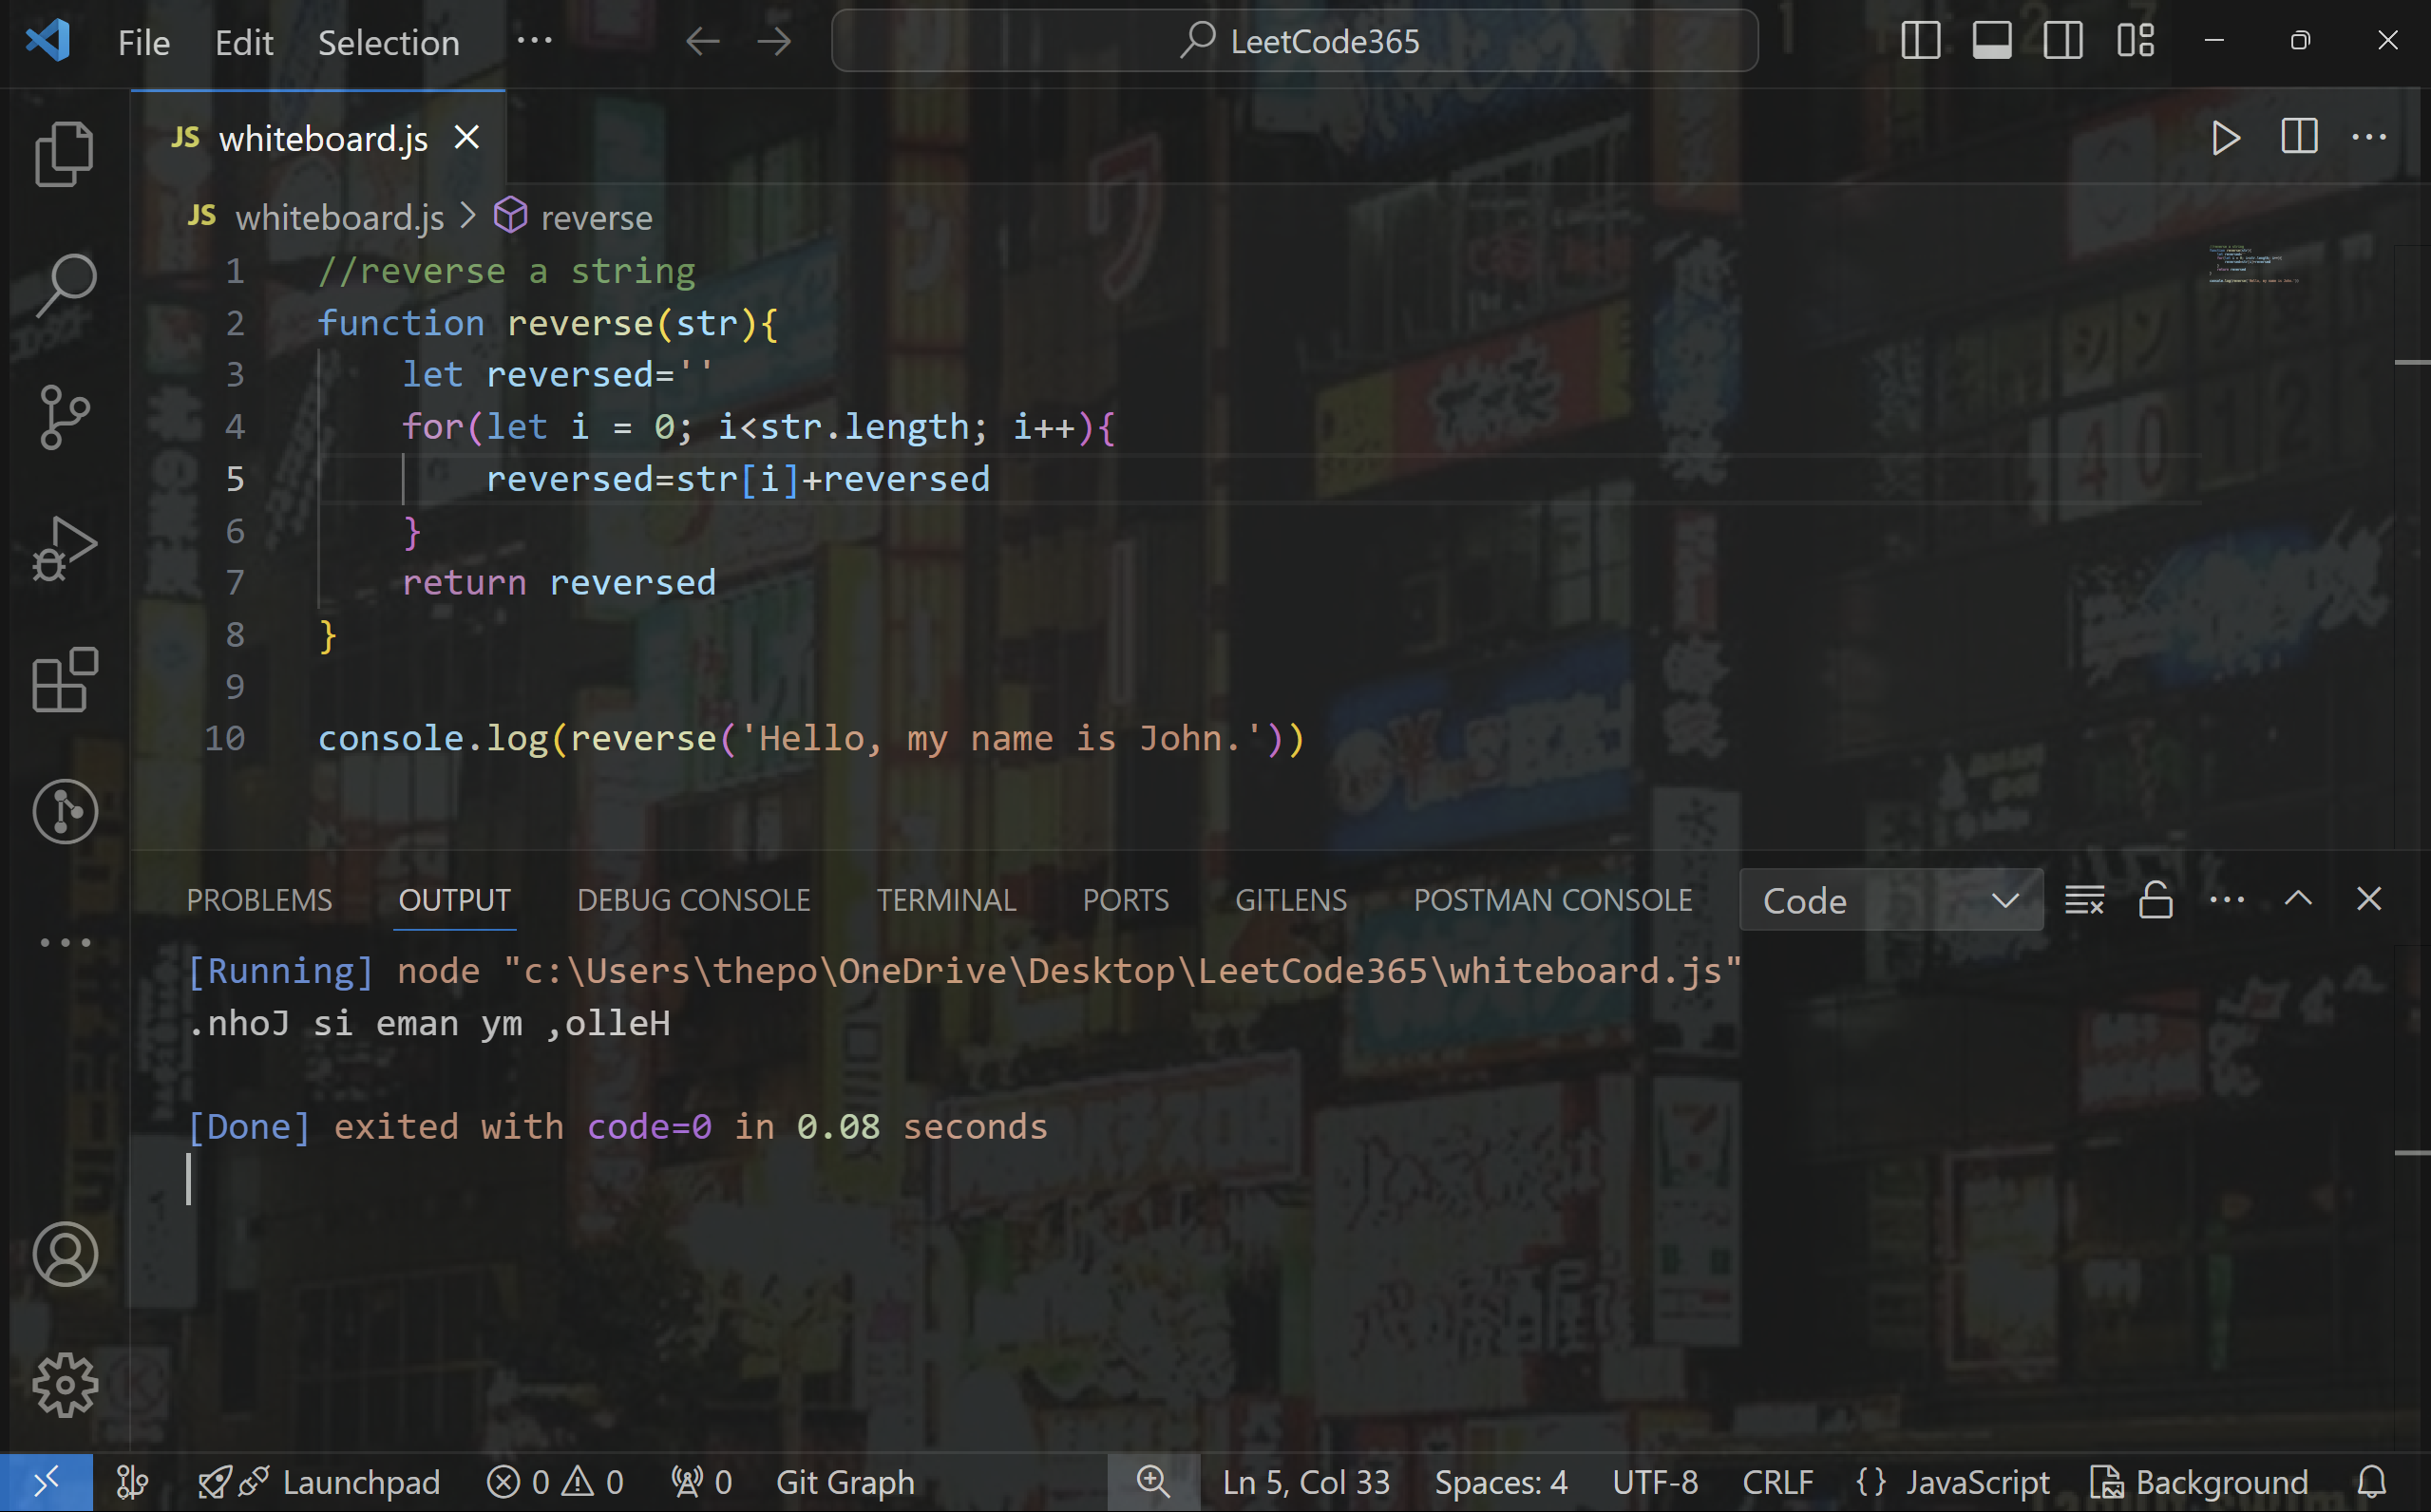 File Edit Selection ··· LeetCode365
JS whiteboard.js
JS whiteboard.js > reverse
1 //reverse a string
2 function reverse(str){
3     let reversed=''
4     for(let i = 0; i<str.length; i++){
5         reversed=str[i]+reversed
6     }
7     return reversed
8 }
9
10 console.log(reverse('Hello, my name is John.'))
PROBLEMS OUTPUT DEBUG CONSOLE TERMINAL PORTS GITLENS POSTMAN CONSOLE Code
[Running] node "c:\Users\thepo\OneDrive\Desktop\LeetCode365\whiteboard.js"
.nhoJ si eman ym ,olleH
[Done] exited with code=0 in 0.08 seconds
Launchpad 0 0 0 Git Graph Ln 5, Col 33 Spaces: 4 UTF-8 CRLF {} JavaScript Background